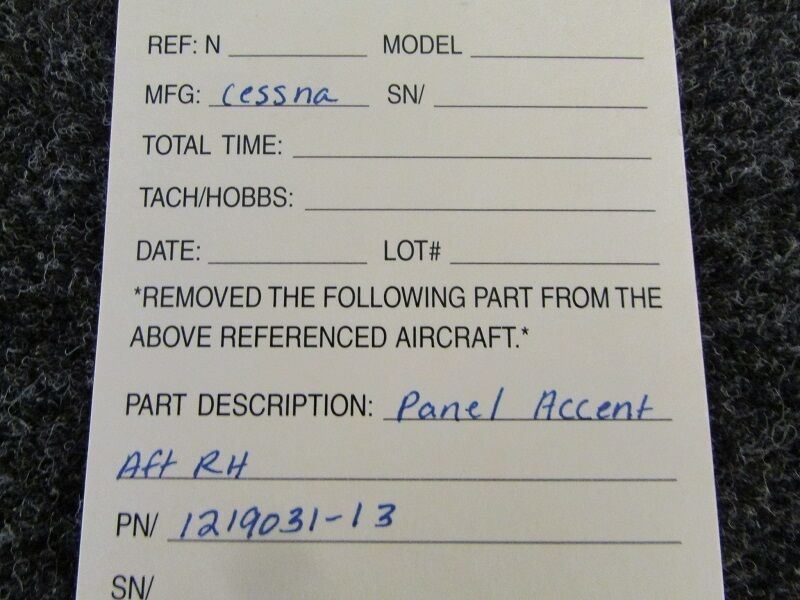 REF: N MODEL
MFG: Cessna SN/
TOTAL TIME:
TACH/HOBBS:
DATE: LOT#
*REMOVED THE FOLLOWING PART FROM THE
ABOVE REFERENCED AIRCRAFT.*
PART DESCRIPTION: Panel Accent
Aft RH
PN/ 1219031-13
SN/